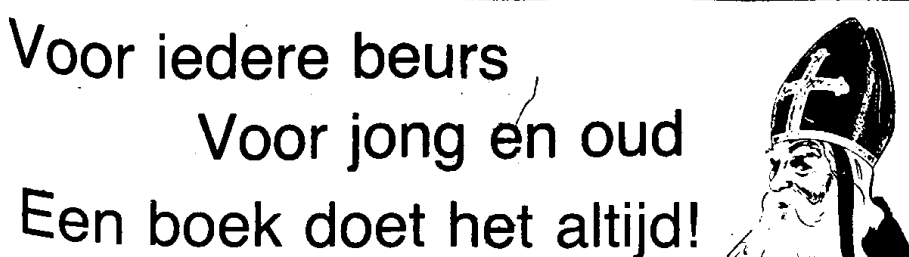 Voor iedere beurs
Voor jong en oud
Een boek doet het altijd!